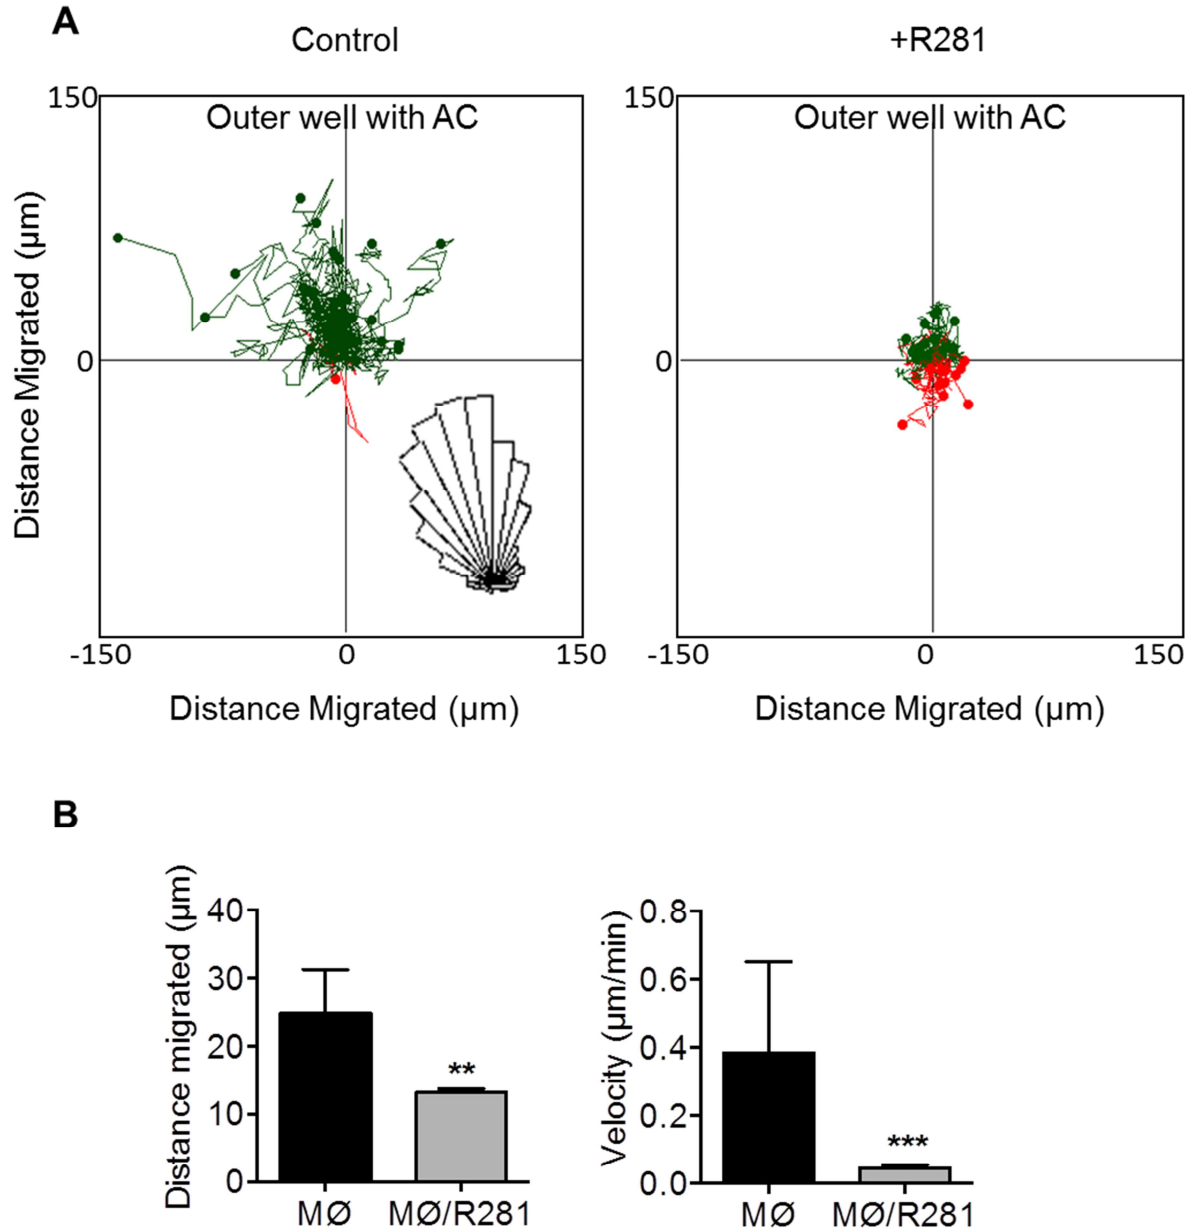 A
Control
+R281
150
Outer well with AC
150
Outer well with AC
Distance Migrated (µm)
0
0
-150
0
150
-150
0
150
Distance Migrated (µm)
Distance Migrated (µm)
B
Distance migrated (µm)
40
30
20
10
0
**
MØ
MØ/R281
Velocity (µm/min)
0.8
0.6
0.4
0.2
0.0
***
MØ
MØ/R281